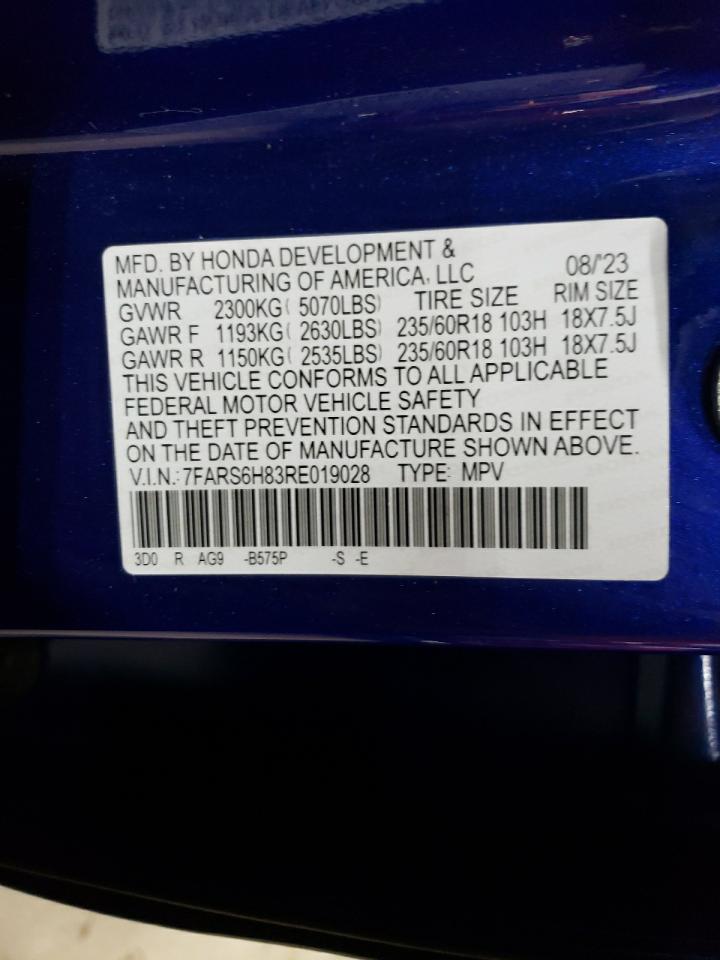 MFD. BY HONDA DEVELOPMENT &
MANUFACTURING OF AMERICA, LLC 08/'23
GVWR 2300KG( 5070LBS) TIRE SIZE RIM SIZE
GAWR F 1193KG( 2630LBS) 235/60R18 103H 18X7.5J
GAWR R 1150KG( 2535LBS) 235/60R18 103H 18X7.5J
THIS VEHICLE CONFORMS TO ALL APPLICABLE
FEDERAL MOTOR VEHICLE SAFETY
AND THEFT PREVENTION STANDARDS IN EFFECT
ON THE DATE OF MANUFACTURE SHOWN ABOVE.
V.I.N.:7FARS6H83RE019028 TYPE: MPV
3D0 R AG9 -B575P -S -E